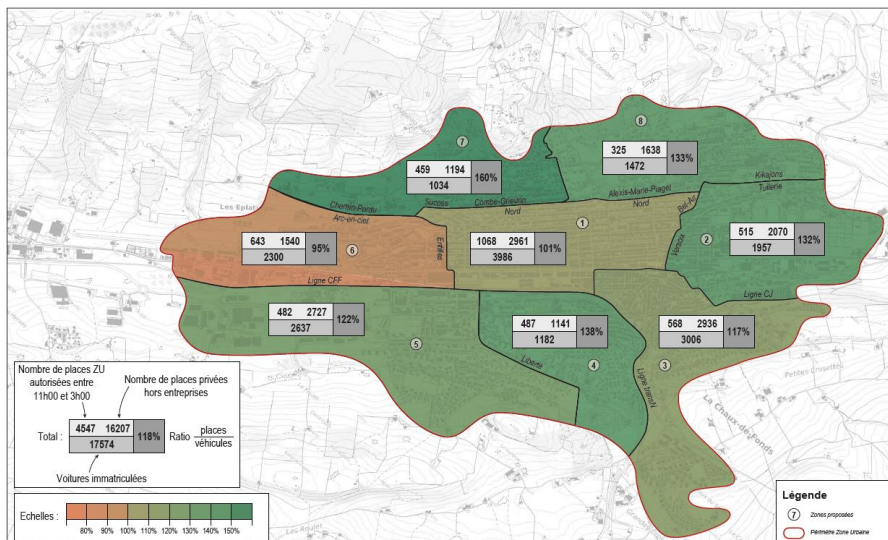 8
7
325 1638
1472
133%
459 1194
1034
160%
Kikajons
Tuilerie
Alexis-Marie-Piaget
Nord
Chemin-Perdu
Arc-en-ciel
Succès
Combe-Grieurin
Nord
Les Eplatures
Bel-Air
Versoix
1
2
515 2070
1957
132%
643 1540
2300
95%
6
Entilles
1068 2961
3986
101%
Ligne CFF
Ligne CJ
482 2727
2637
122%
487 1141
1182
138%
568 2936
3006
117%
5
4
3
Liberté
Ligne transN
Petites-Crosettes
La Chaux-de-Fonds
Nombre de places ZU
autorisées entre
11h00 et 3h00
Nombre de places privées
hors entreprises
Total :
4547 16207
17574
118%
Ratio places
véhicules
Voitures immatriculées
Echelles :
80% 90% 100% 110% 120% 130% 140% 150%
Les Roulet
Légende
7 Zones proposées
Périmètre Zone Urbaine